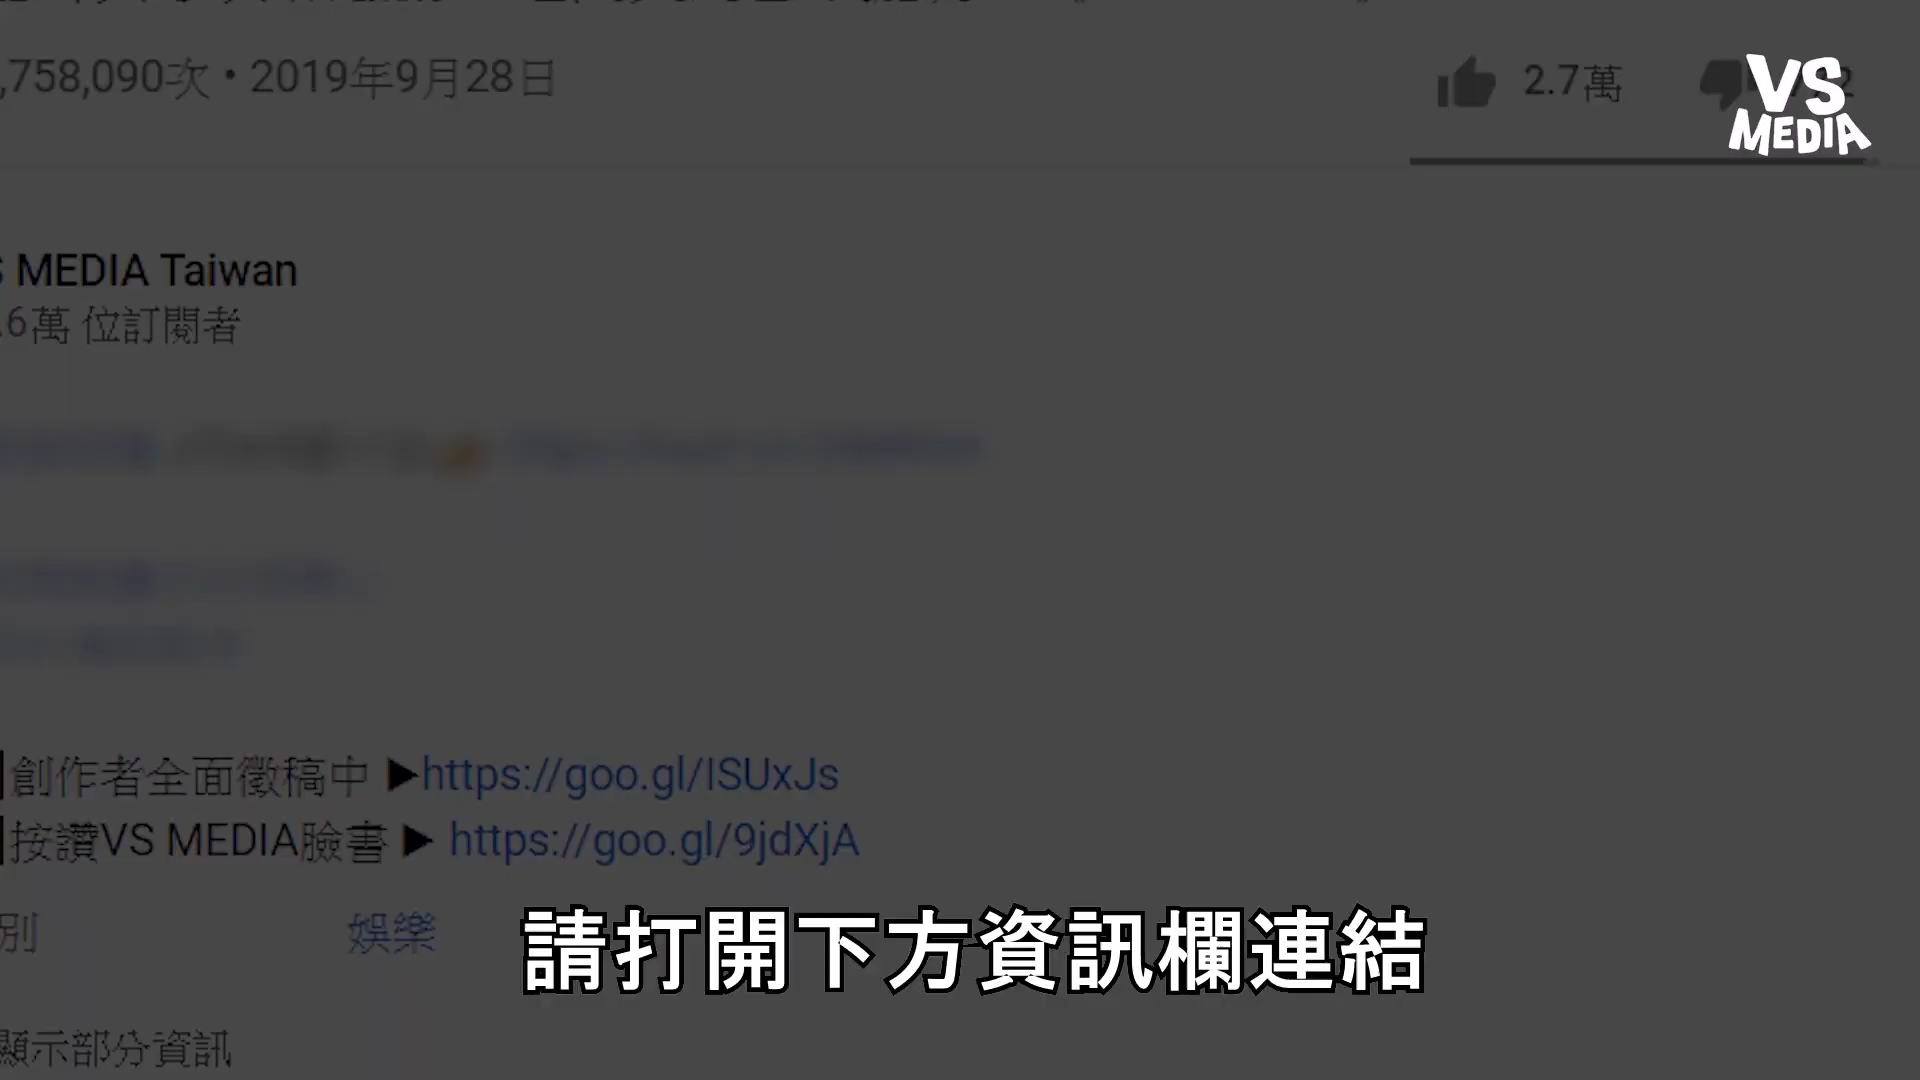 ,758,090次 • 2019年9月28日
2.7萬
VS
MEDIA
S MEDIA Taiwan
.6萬 位訂閱者
創作者全面徵稿中 ▶https://goo.gl/ISUxJs
按讚VS MEDIA臉書 ▶ https://goo.gl/9jdXjA
別 娛樂
請打開下方資訊欄連結
顯示部分資訊